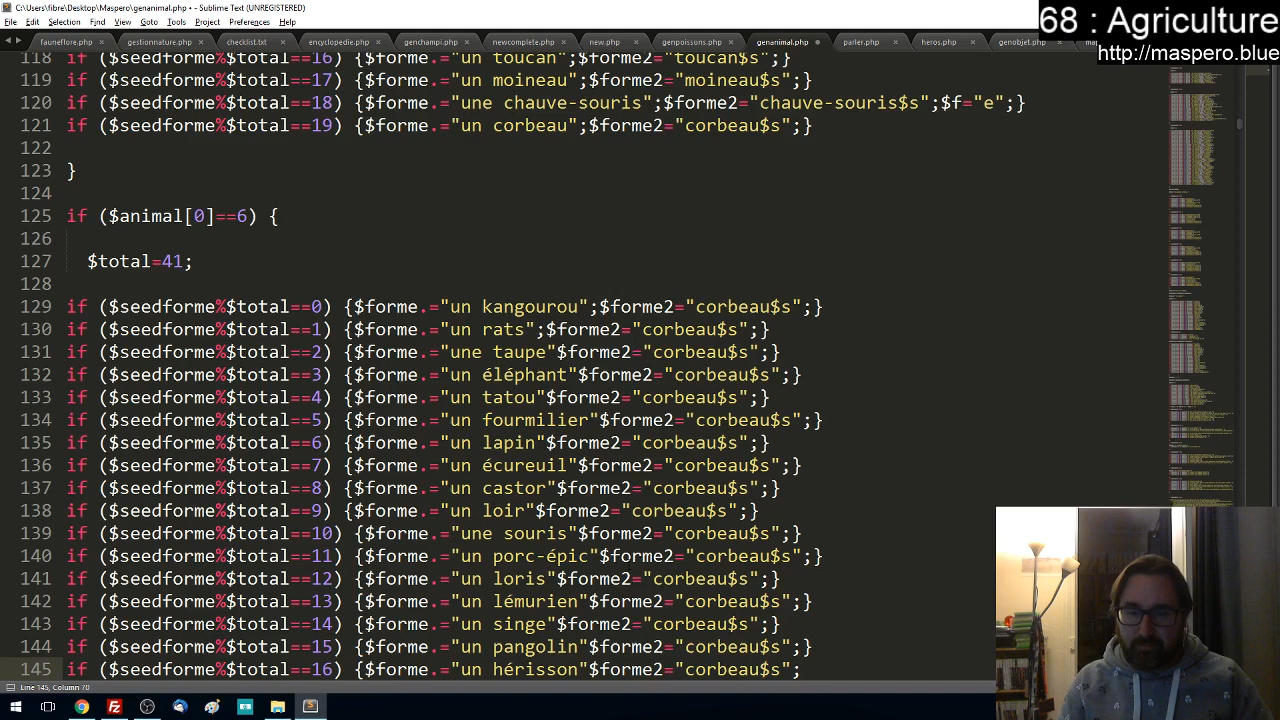 C:\Users\fibre\Desktop\Maspero\genanimal.php • - Sublime Text (UNREGISTERED)
68 : Agriculture
File Edit Selection Find View Goto Tools Project Preferences Help
http://maspero.blue
fauneflore.php gestionnature.php checklist.txt encyclopedie.php genchampi.php newcomplete.php new.php genpoissons.php genanimal.php parler.php heros.php genobjet.php
118 if ($seedforme%$total==16) {$forme.="un toucan";$forme2="toucan$s";}
119 if ($seedforme%$total==17) {$forme.="un moineau";$forme2="moineau$s";}
120 if ($seedforme%$total==18) {$forme.="une chauve-souris";$forme2="chauve-souris$s";$f="e";}
121 if ($seedforme%$total==19) {$forme.="un corbeau";$forme2="corbeau$s";}
122
123 }
124
125 if ($animal[0]==6) {
126
127 $total=41;
128
129 if ($seedforme%$total==0) {$forme.="un kangourou";$forme2="corbeau$s";}
130 if ($seedforme%$total==1) {$forme.="un rats";$forme2="corbeau$s";}
131 if ($seedforme%$total==2) {$forme.="une taupe"$forme2="corbeau$s";}
132 if ($seedforme%$total==3) {$forme.="un éléphant"$forme2="corbeau$s";}
133 if ($seedforme%$total==4) {$forme.="un tatou"$forme2="corbeau$s";}
134 if ($seedforme%$total==5) {$forme.="un fourmilier"$forme2="corbeau$s";}
135 if ($seedforme%$total==6) {$forme.="un lapin"$forme2="corbeau$s";}
136 if ($seedforme%$total==7) {$forme.="un écureuil"$forme2="corbeau$s";}
137 if ($seedforme%$total==8) {$forme.="un castor"$forme2="corbeau$s";}
138 if ($seedforme%$total==9) {$forme.="un loir"$forme2="corbeau$s";}
139 if ($seedforme%$total==10) {$forme.="une souris"$forme2="corbeau$s";}
140 if ($seedforme%$total==11) {$forme.="un porc-épic"$forme2="corbeau$s";}
141 if ($seedforme%$total==12) {$forme.="un loris"$forme2="corbeau$s";}
142 if ($seedforme%$total==13) {$forme.="un lémurien"$forme2="corbeau$s";}
143 if ($seedforme%$total==14) {$forme.="un singe"$forme2="corbeau$s";}
144 if ($seedforme%$total==15) {$forme.="un pangolin"$forme2="corbeau$s";}
145 if ($seedforme%$total==16) {$forme.="un hérisson"$forme2="corbeau$s";
Line 145, Column 70